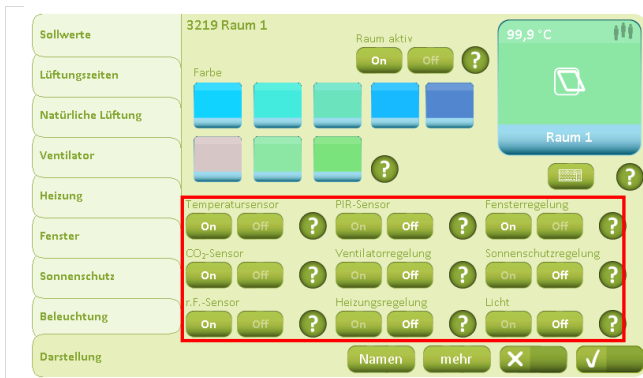 Sollwerte
Lüftungszeiten
Natürliche Lüftung
Ventilator
Heizung
Fenster
Sonnenschutz
Beleuchtung
Darstellung
3219 Raum 1
Raum aktiv
On Off ?
Farbe
?
99,9 °C
Raum 1
?
Temperatursensor PIR-Sensor Fensterregelung
On Off ? On Off ? On Off ?
CO₂-Sensor Ventilatorregelung Sonnenschutzregelung
On Off ? On Off ? On Off ?
r.F.-Sensor Heizungsregelung Licht
On Off ? On Off ? On Off ?
Namen mehr